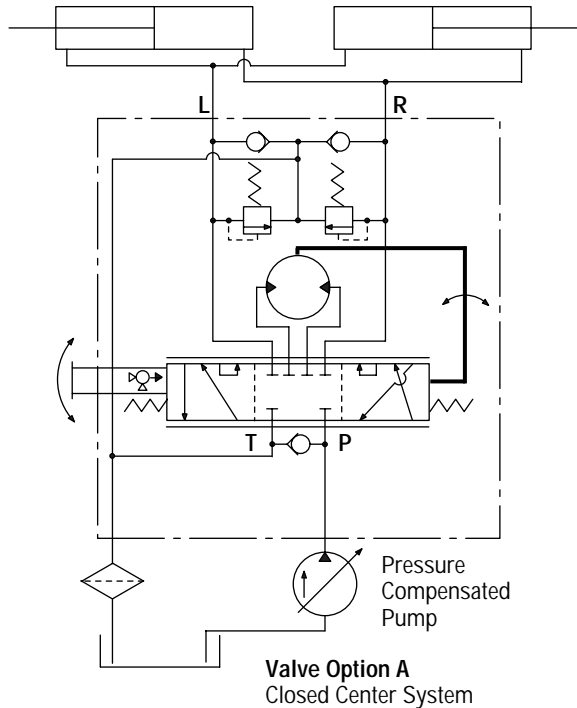 L R
T P
Pressure
Compensated
Pump
Valve Option A
Closed Center System